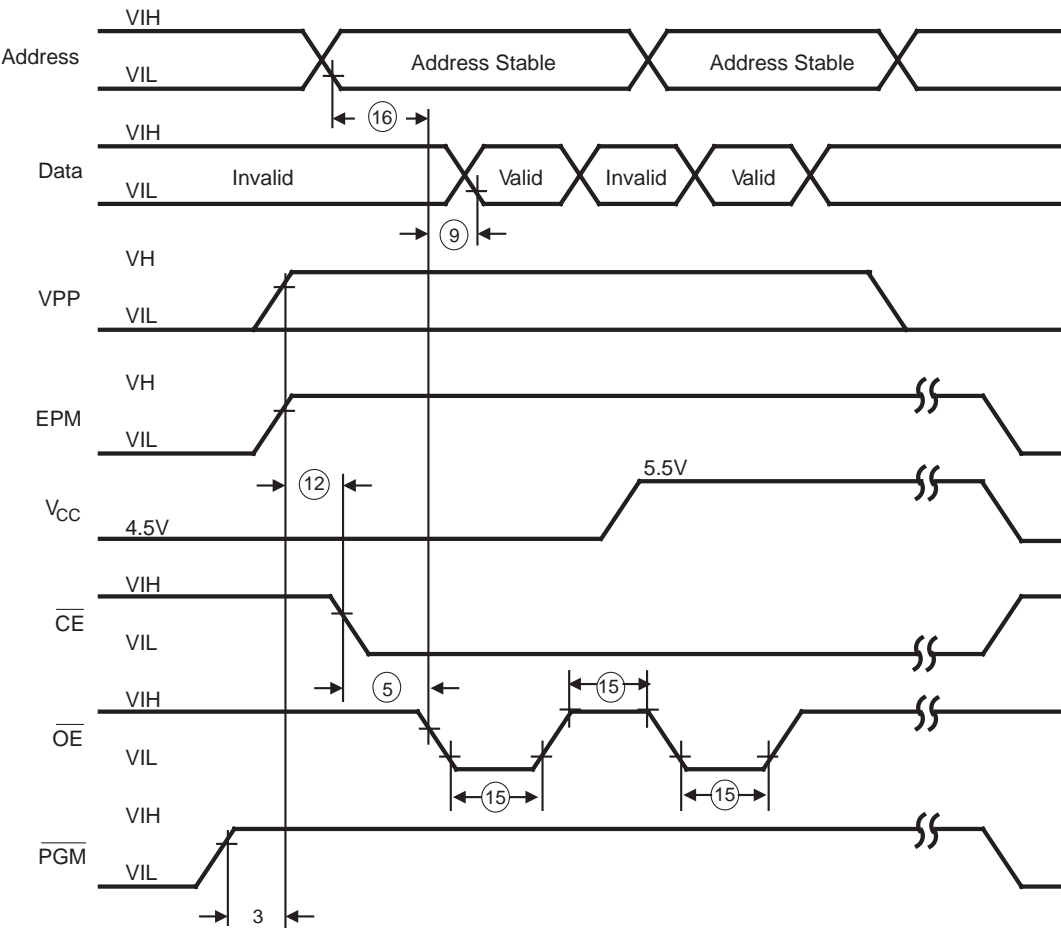 VIH
Address
VIL
Address Stable
Address Stable
16
VIH
Data
VIL
Invalid
Valid
Invalid
Valid
9
VH
VPP
VIL
VH
EPM
VIL
12
5.5V
VCC
4.5V
VIH
CE
VIL
5
15
VIH
OE
VIL
15
15
VIH
PGM
VIL
3